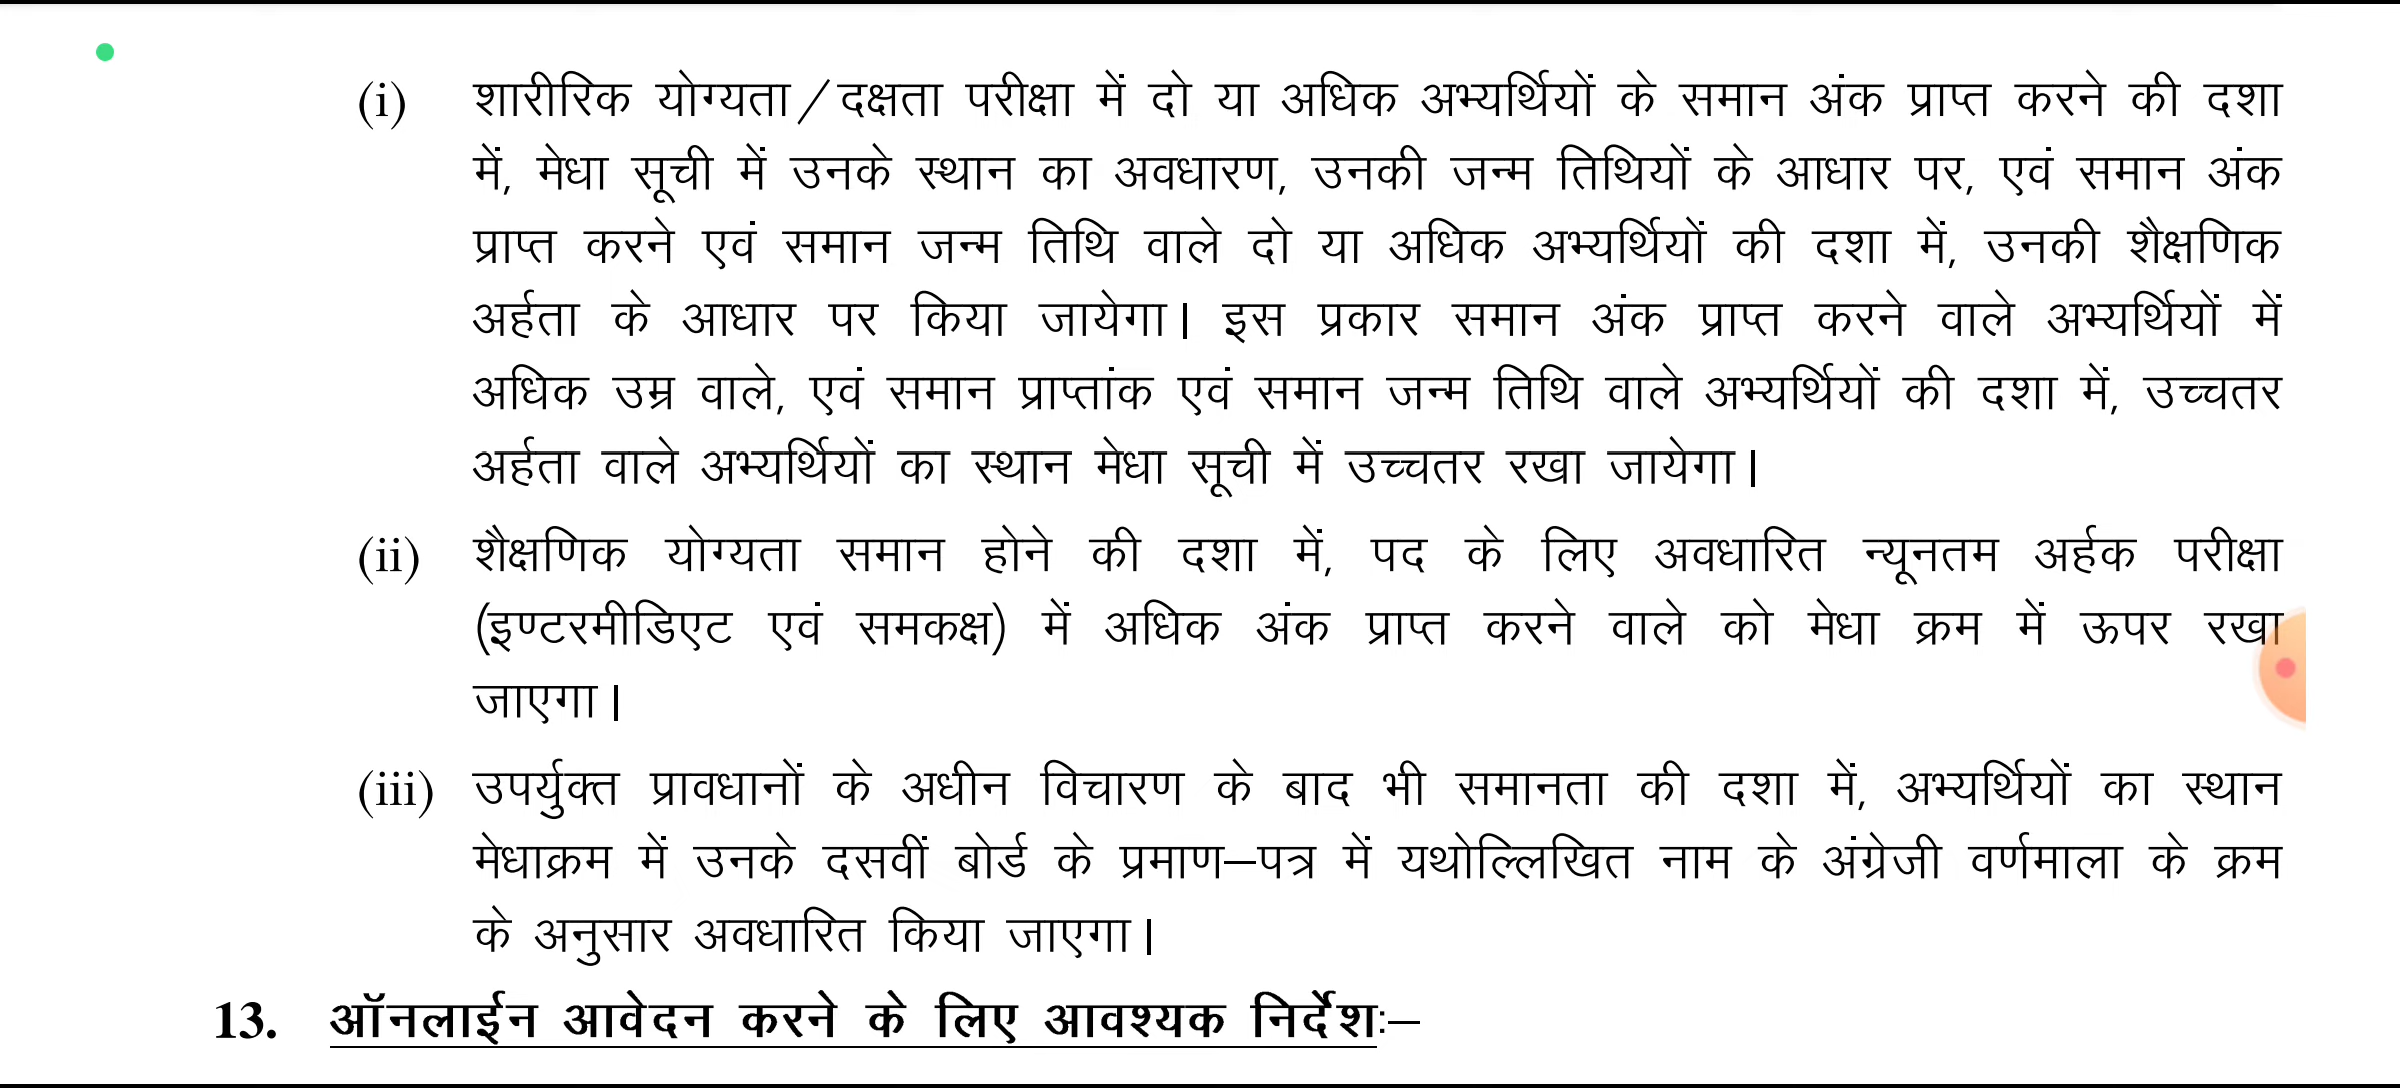 (i) शारीरिक योग्यता/दक्षता परीक्षा में दो या अधिक अभ्यर्थियों के समान अंक प्राप्त करने की दशा
में, मेधा सूची में उनके स्थान का अवधारण, उनकी जन्म तिथियों के आधार पर, एवं समान अंक
प्राप्त करने एवं समान जन्म तिथि वाले दो या अधिक अभ्यर्थियों की दशा में, उनकी शैक्षणिक
अर्हता के आधार पर किया जायेगा। इस प्रकार समान अंक प्राप्त करने वाले अभ्यर्थियों में
अधिक उम्र वाले, एवं समान प्राप्तांक एवं समान जन्म तिथि वाले अभ्यर्थियों की दशा में, उच्चतर
अर्हता वाले अभ्यर्थियों का स्थान मेधा सूची में उच्चतर रखा जायेगा।
(ii) शैक्षणिक योग्यता समान होने की दशा में, पद के लिए अवधारित न्यूनतम अर्हक परीक्षा
(इण्टरमीडिएट एवं समकक्ष) में अधिक अंक प्राप्त करने वाले को मेधा क्रम में ऊपर रखा
जाएगा।
(iii) उपर्युक्त प्रावधानों के अधीन विचारण के बाद भी समानता की दशा में, अभ्यर्थियों का स्थान
मेधाक्रम में उनके दसवीं बोर्ड के प्रमाण–पत्र में यथोल्लिखित नाम के अंग्रेजी वर्णमाला के क्रम
के अनुसार अवधारित किया जाएगा।
13. ऑनलाईन आवेदन करने के लिए आवश्यक निर्देश:–